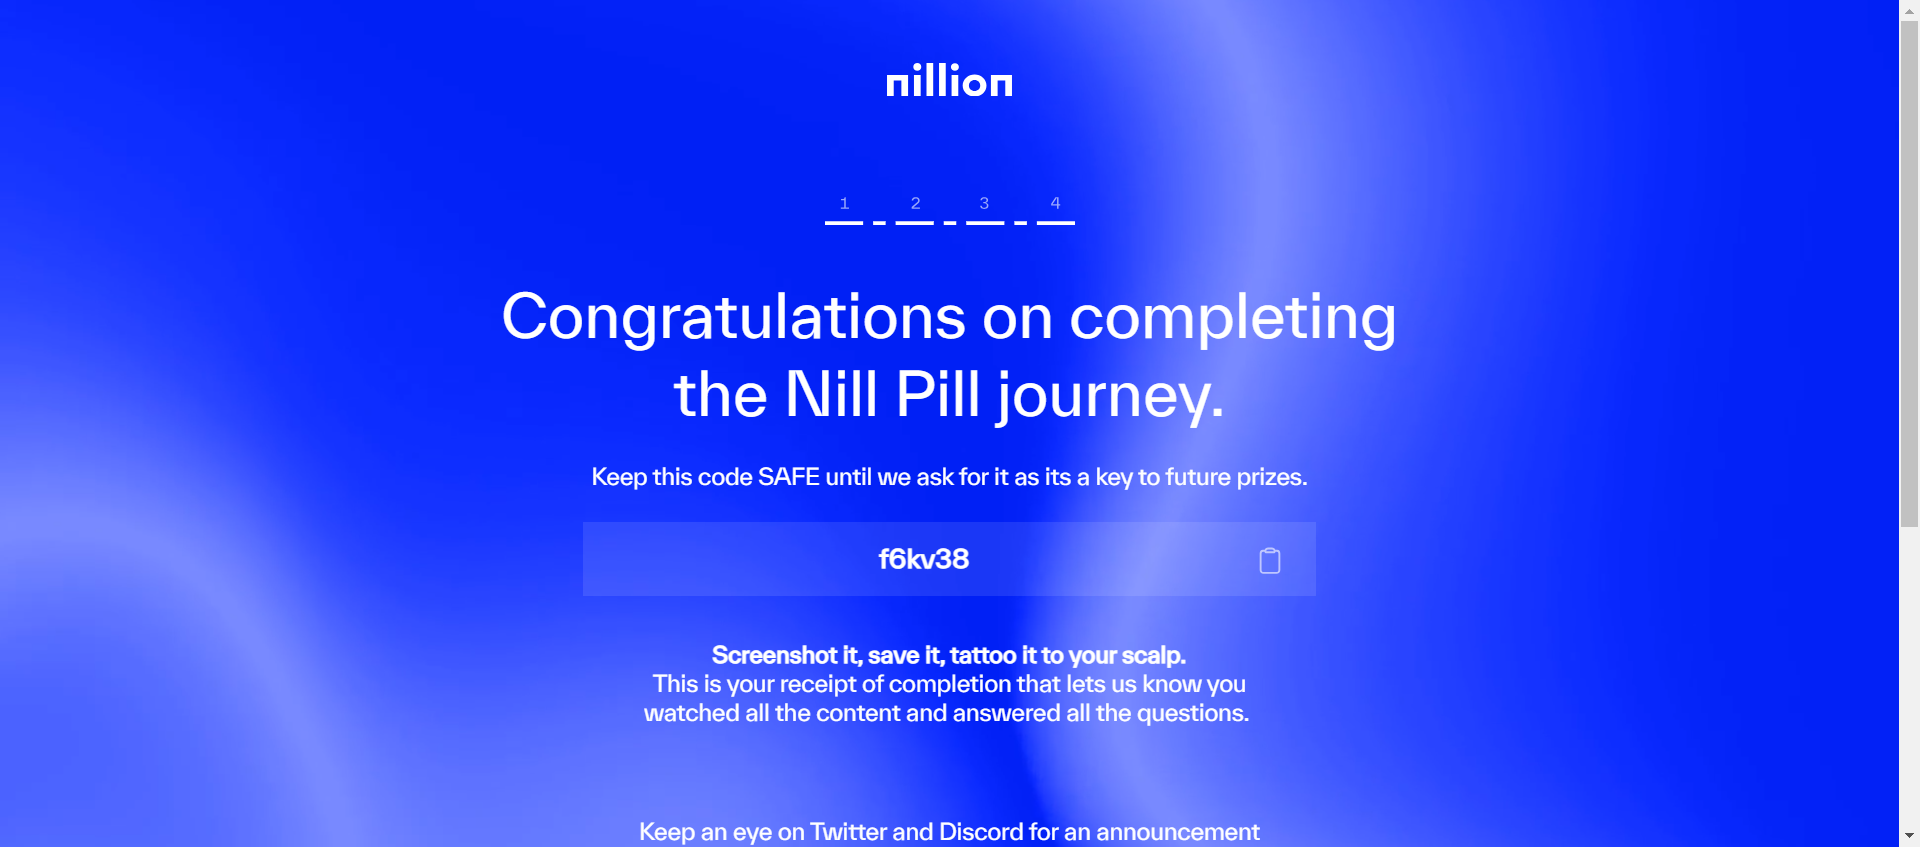 nillion
1 2 3 4
Congratulations on completing
the Nill Pill journey.
Keep this code SAFE until we ask for it as its a key to future prizes.
f6kv38
Screenshot it, save it, tattoo it to your scalp.
This is your receipt of completion that lets us know you
watched all the content and answered all the questions.
Keep an eye on Twitter and Discord for an announcement